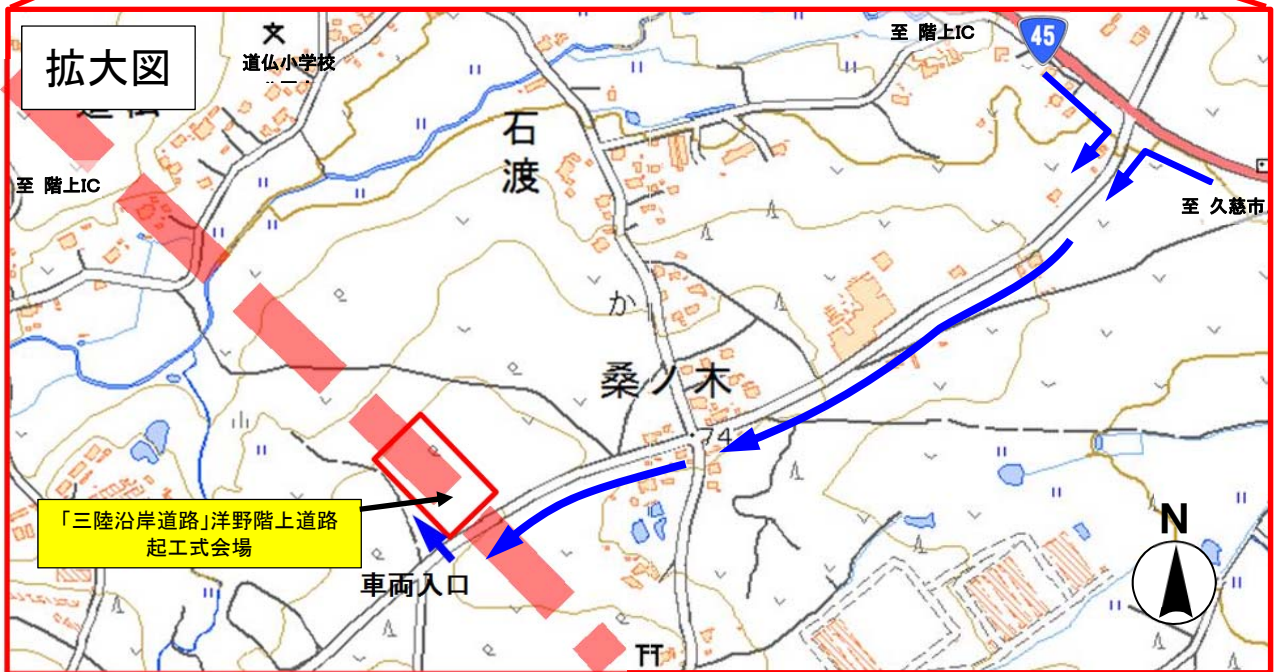 拡大図
文
道仏小学校
至 階上IC
45
石渡
至 階上IC
至 久慈市
か
桑ノ木
74
「三陸沿岸道路」洋野階上道路
起工式会場
車両入口
N